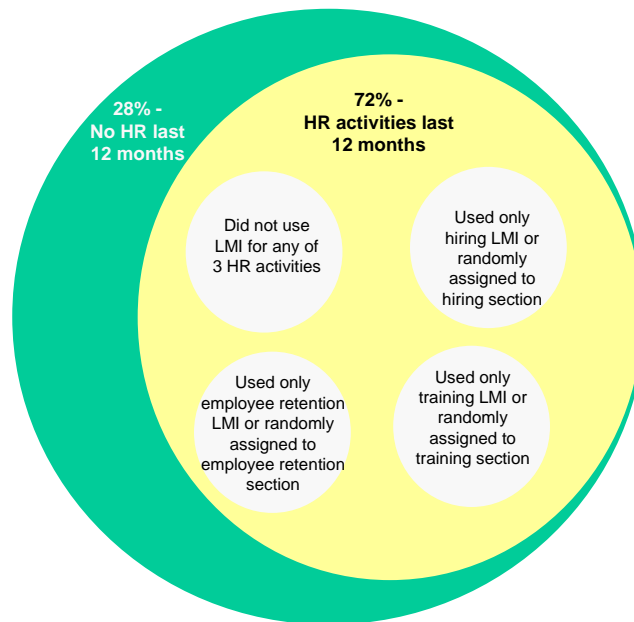 28% -
No HR last
12 months
72% -
HR activities last
12 months
Did not use
LMI for any of
3 HR activities
Used only
hiring LMI or
randomly
assigned to
hiring section
Used only
employee retention
LMI or randomly
assigned to
employee retention
section
Used only
training LMI or
randomly
assigned to
training section